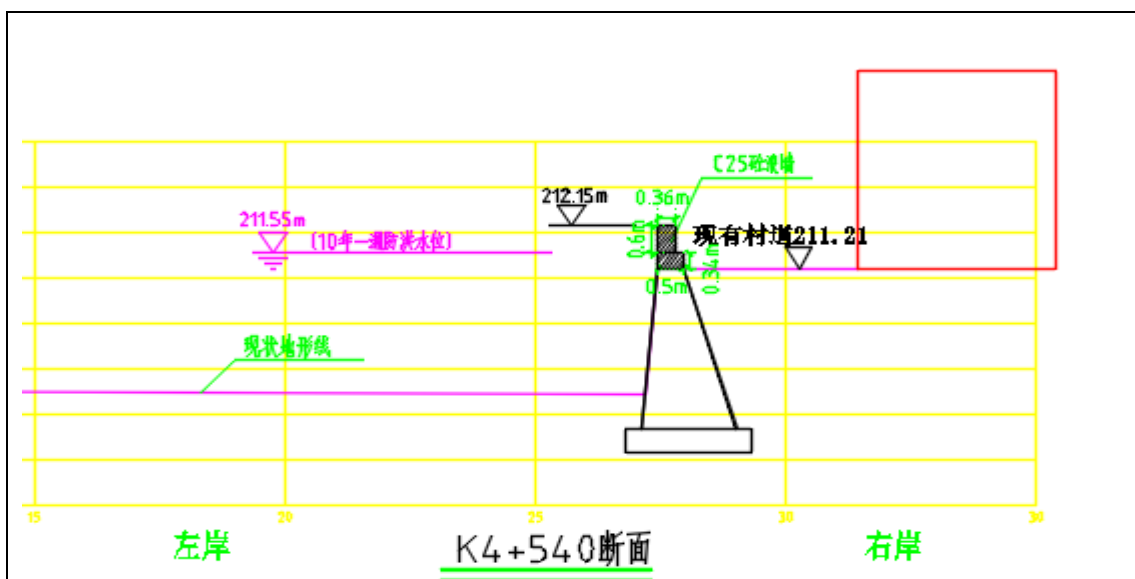 C25砼波墙
212.15m
0.36m
211.55m
(10年一遇防洪水位)
0.6m
现有村道211.21
0.34m
0.5m
现状地形线
15
20
25
30
30
左岸
K4+540断面
右岸